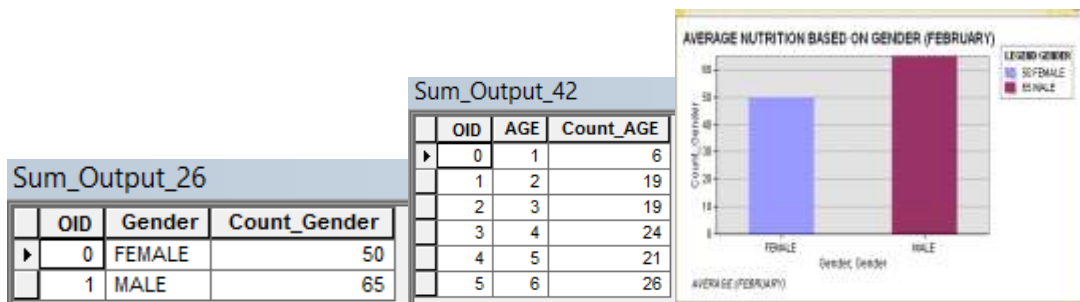 Sum_Output_26
OID Gender Count_Gender
0 FEMALE 50
1 MALE 65
Sum_Output_42
OID AGE Count_AGE
0 1 6
1 2 19
2 3 19
3 4 24
4 5 21
5 6 26
AVERAGE NUTRITION BASED ON GENDER (FEBRUARY)
LEGEND GENDER
50 FEMALE
65 MALE
Count_Gender
60
50
40
30
20
10
0
FEMALE MALE
Gender, Gender
AVERAGE (FEBRUARY)